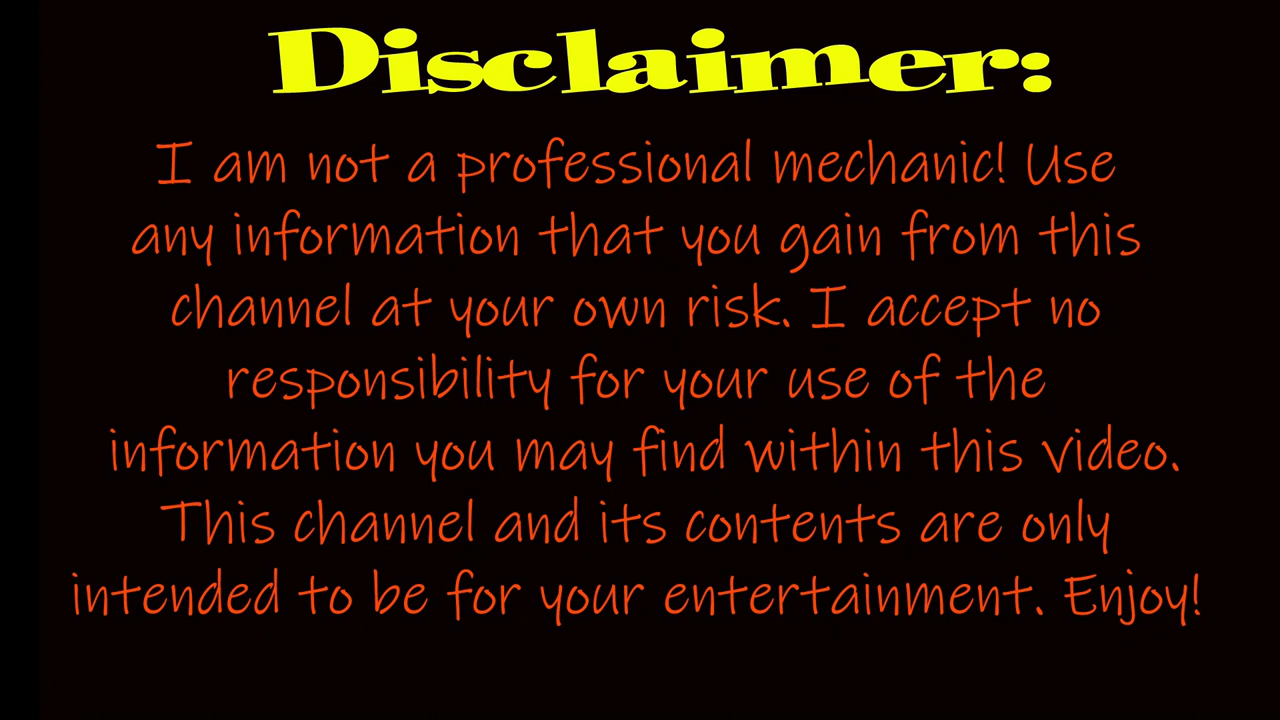 Disclaimer:
I am not a professional mechanic! Use
any information that you gain from this
channel at your own risk. I accept no
responsibility for your use of the
information you may find within this video.
This channel and its contents are only
intended to be for your entertainment. Enjoy!